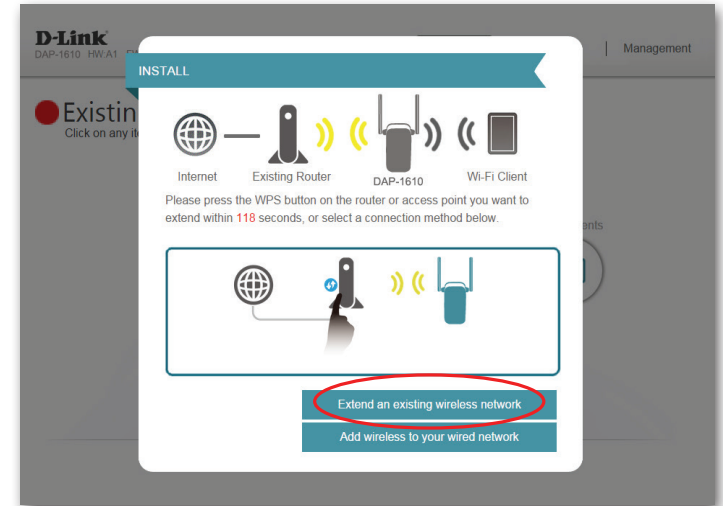 D-Link
DAP-1610 HW:A1
Management
INSTALL
Existin
Click on any it
Internet
Existing Router
DAP-1610
Wi-Fi Client
Please press the WPS button on the router or access point you want to
extend within 118 seconds, or select a connection method below.
ents
Extend an existing wireless network
Add wireless to your wired network